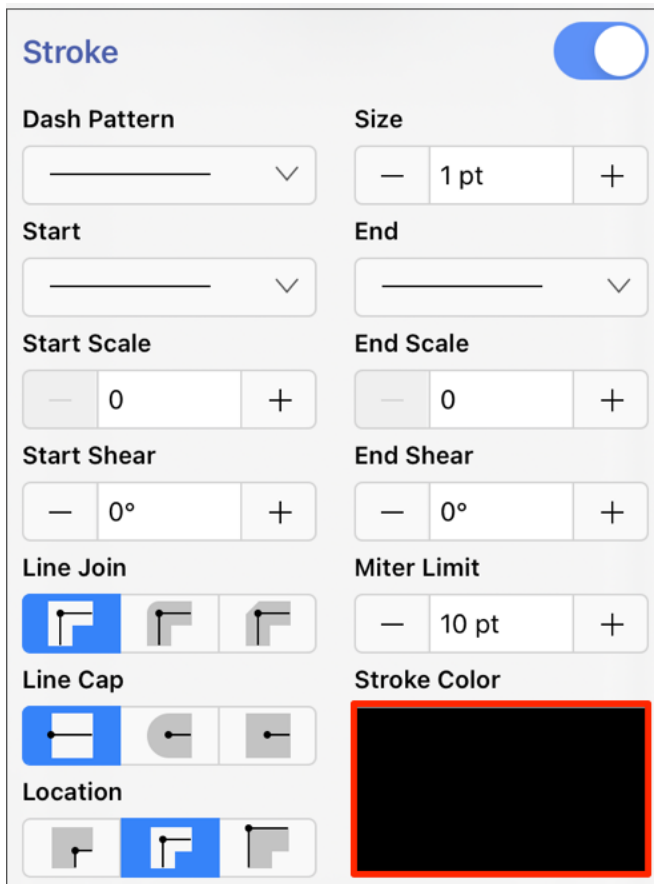 Stroke
Dash Pattern
Size
1 pt
Start
End
Start Scale
End Scale
0
0
Start Shear
End Shear
0°
0°
Line Join
Miter Limit
10 pt
Line Cap
Stroke Color
Location